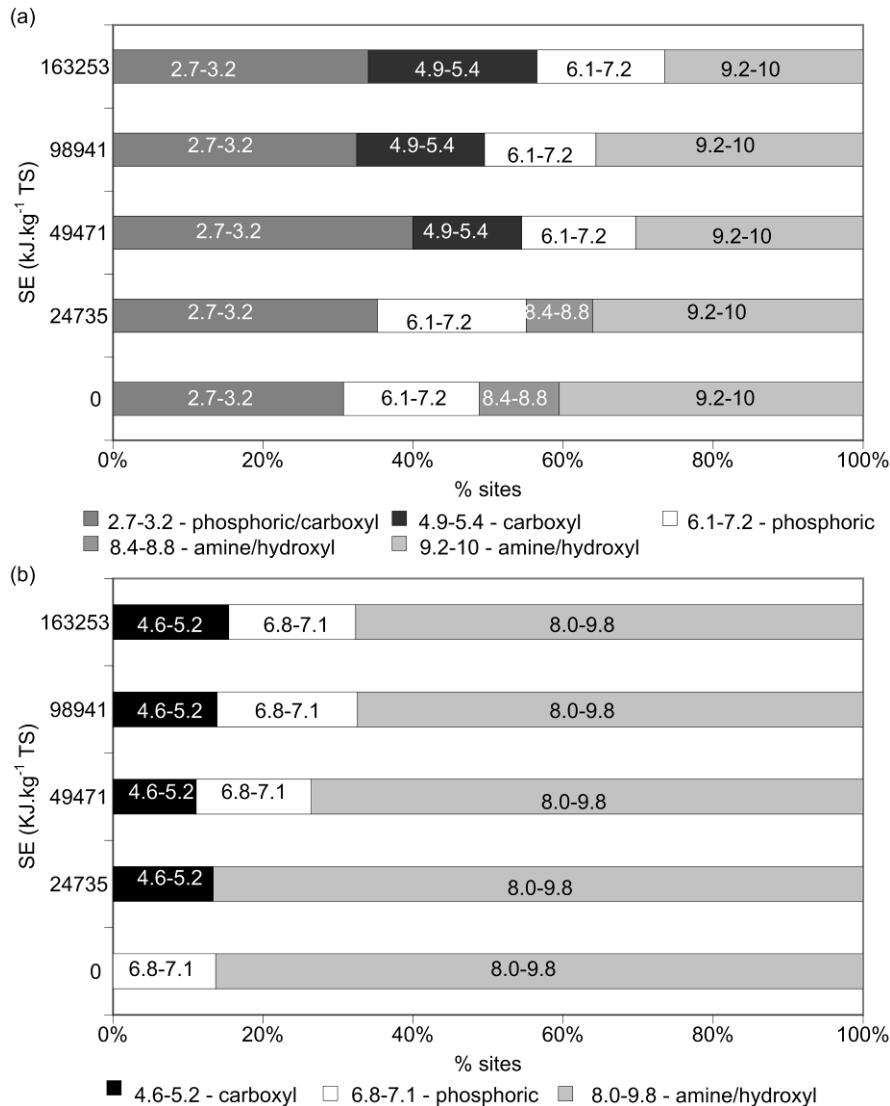 (a)
SE (kJ.kg⁻¹ TS)
163253
2.7-3.2 4.9-5.4 6.1-7.2 9.2-10
98941
2.7-3.2 4.9-5.4 6.1-7.2 9.2-10
49471
2.7-3.2 4.9-5.4 6.1-7.2 9.2-10
24735
2.7-3.2 6.1-7.2 8.4-8.8 9.2-10
0
2.7-3.2 6.1-7.2 8.4-8.8 9.2-10
0% 20% 40% 60% 80% 100%
% sites
2.7-3.2 - phosphoric/carboxyl 4.9-5.4 - carboxyl 6.1-7.2 - phosphoric
8.4-8.8 - amine/hydroxyl 9.2-10 - amine/hydroxyl
(b)
SE (KJ.kg⁻¹ TS)
163253
4.6-5.2 6.8-7.1 8.0-9.8
98941
4.6-5.2 6.8-7.1 8.0-9.8
49471
4.6-5.2 6.8-7.1 8.0-9.8
24735
4.6-5.2 8.0-9.8
0
6.8-7.1 8.0-9.8
0% 20% 40% 60% 80% 100%
% sites
4.6-5.2 - carboxyl 6.8-7.1 - phosphoric 8.0-9.8 - amine/hydroxyl